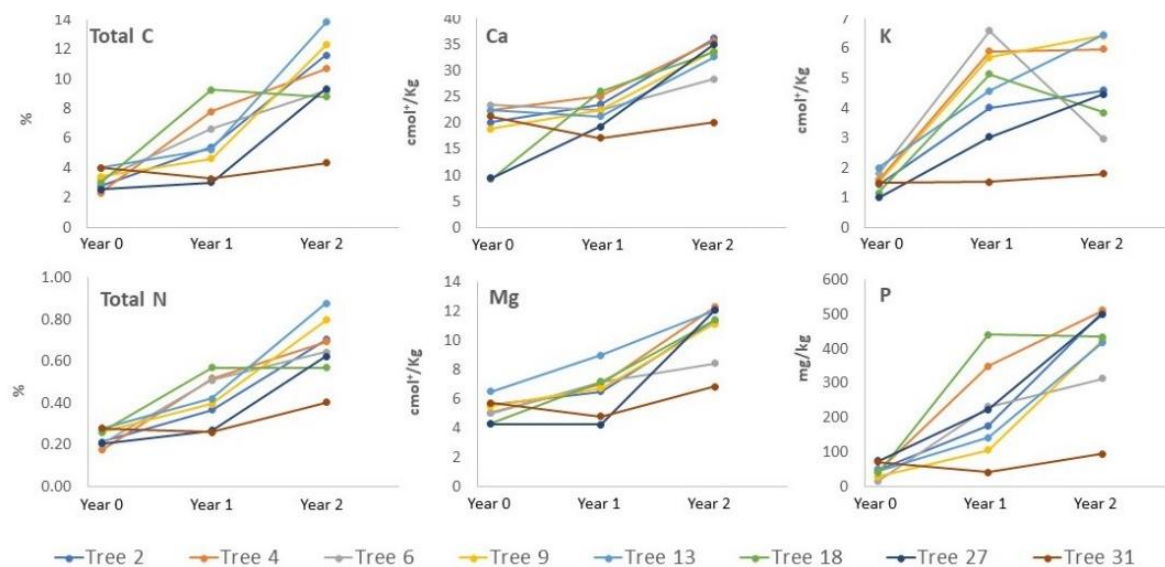 Total C
%
14
12
10
8
6
4
2
0
Year 0 Year 1 Year 2
Ca
cmol⁺/Kg
40
35
30
25
20
15
10
5
0
Year 0 Year 1 Year 2
K
cmol⁺/Kg
7
6
5
4
3
2
1
0
Year 0 Year 1 Year 2
Total N
%
1.00
0.80
0.60
0.40
0.20
0.00
Year 0 Year 1 Year 2
Mg
cmol⁺/Kg
14
12
10
8
6
4
2
0
Year 0 Year 1 Year 2
P
mg/kg
600
500
400
300
200
100
0
Year 0 Year 1 Year 2
Tree 2 Tree 4 Tree 6 Tree 9 Tree 13 Tree 18 Tree 27 Tree 31